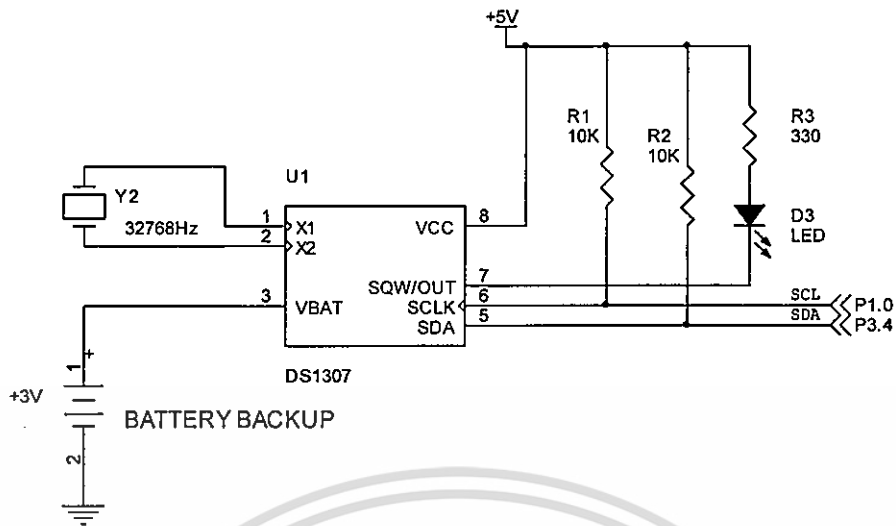 +5V
R1
10K
R2
10K
R3
330
U1
Y2
32768Hz
1
X1
2
X2
VCC
8
D3
LED
SQW/OUT
7
3
VBAT
SCLK
6
SCL
P1.0
SDA
5
SDA
P3.4
DS1307
1
+
+3V
BATTERY BACKUP
2